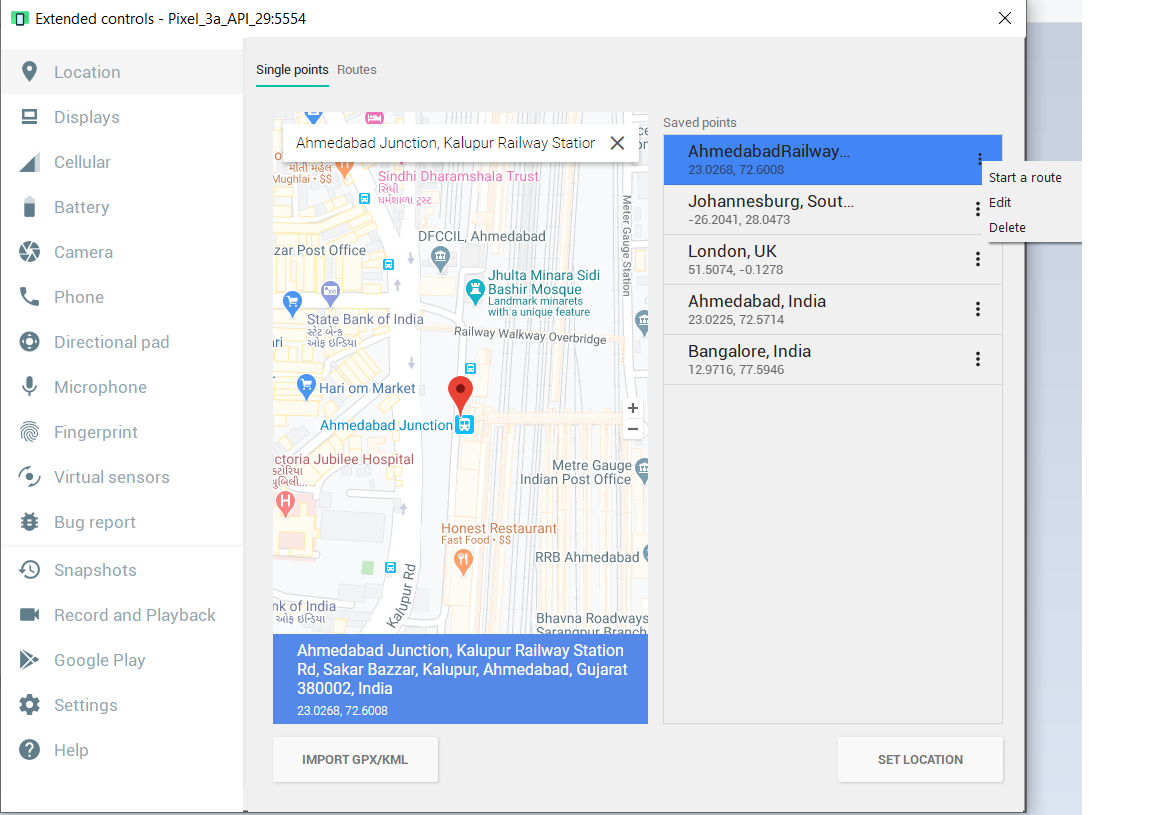 Extended controls - Pixel_3a_API_29:5554
Location
Displays
Cellular
Battery
Camera
Phone
Directional pad
Microphone
Fingerprint
Virtual sensors
Bug report
Snapshots
Record and Playback
Google Play
Settings
Help
Single points
Routes
Ahmedabad Junction, Kalupur Railway Station
મોતી મહેલ
Mughlai • $$
Sindhi Dharamshala Trust
સિંધી
ધર્મશાળા ટ્રસ્ટ
DFCCIL, Ahmedabad
zar Post Office
Meter Gauge Station
Jhulta Minara Sidi
Bashir Mosque
Landmark minarets
with a unique feature
State Bank of India
સ્ટેટ બેન્ક
ઓફ ઇન્ડિયા
Railway Walkway Overbridge
Hari om Market
Ahmedabad Junction
ctoria Jubilee Hospital
Metre Gauge
Indian Post Office
H
Honest Restaurant
Fast Food • $$
RRB Ahmedabad
Kalupur Rd
nk of India
ઓફ ઇન્ડિયા
Bhavna Roadways
Sarangpur Branch
+
−
Ahmedabad Junction, Kalupur Railway Station
Rd, Sakar Bazzar, Kalupur, Ahmedabad, Gujarat
380002, India
23.0268, 72.6008
IMPORT GPX/KML
Saved points
AhmedabadRailway...
23.0268, 72.6008
Johannesburg, Sout...
-26.2041, 28.0473
London, UK
51.5074, -0.1278
Ahmedabad, India
23.0225, 72.5714
Bangalore, India
12.9716, 77.5946
Start a route
Edit
Delete
SET LOCATION